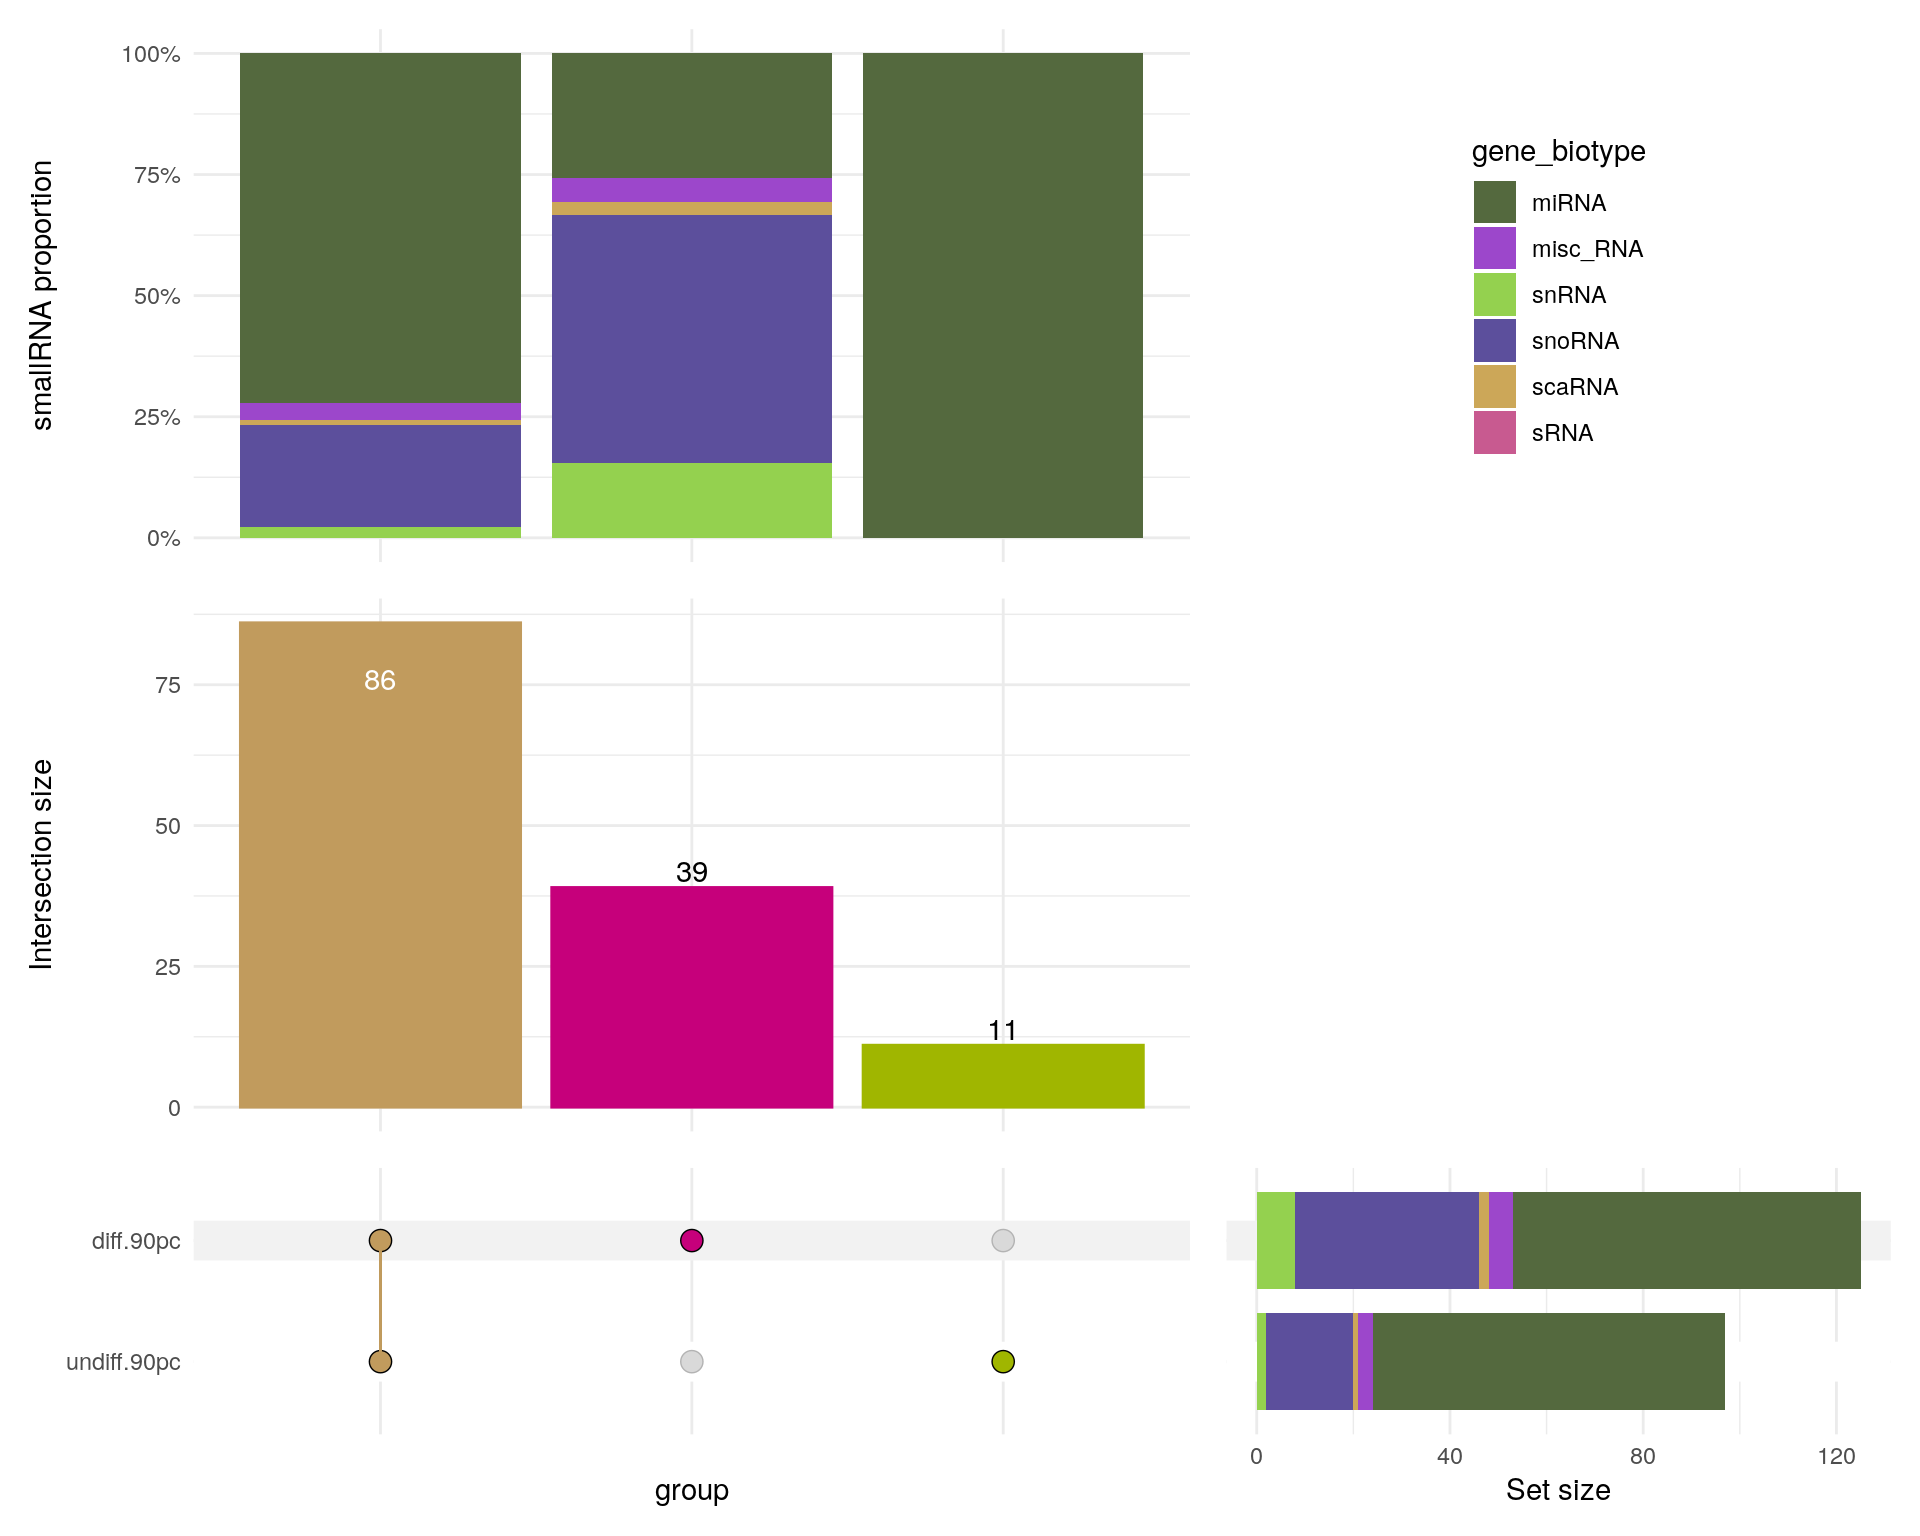 smallRNA proportion
100%
75%
50%
25%
0%
gene_biotype
miRNA
misc_RNA
snRNA
snoRNA
scaRNA
sRNA
Intersection size
75
50
25
0
86
39
11
diff.90pc
undiff.90pc
group
0 40 80 120
Set size